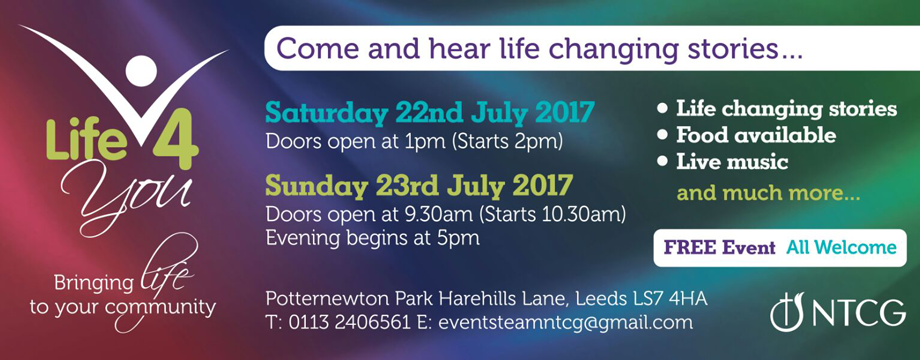 Life 4
You
Bringing life
to your community
Come and hear life changing stories...
Saturday 22nd July 2017
Doors open at 1pm (Starts 2pm)
Sunday 23rd July 2017
Doors open at 9.30am (Starts 10.30am)
Evening begins at 5pm
Potternewton Park Harehills Lane, Leeds LS7 4HA
T: 0113 2406561 E: eventsteamntcg@gmail.com
• Life changing stories
• Food available
• Live music
and much more...
FREE Event All Welcome
NTCG